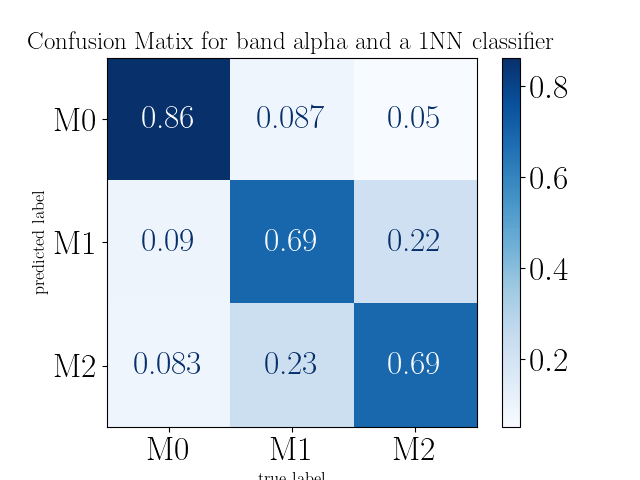 Confusion Matix for band alpha and a 1NN classifier
M0 0.86 0.087 0.05
M1 0.09 0.69 0.22
M2 0.083 0.23 0.69
predicted label
M0 M1 M2
true label
0.8
0.6
0.4
0.2